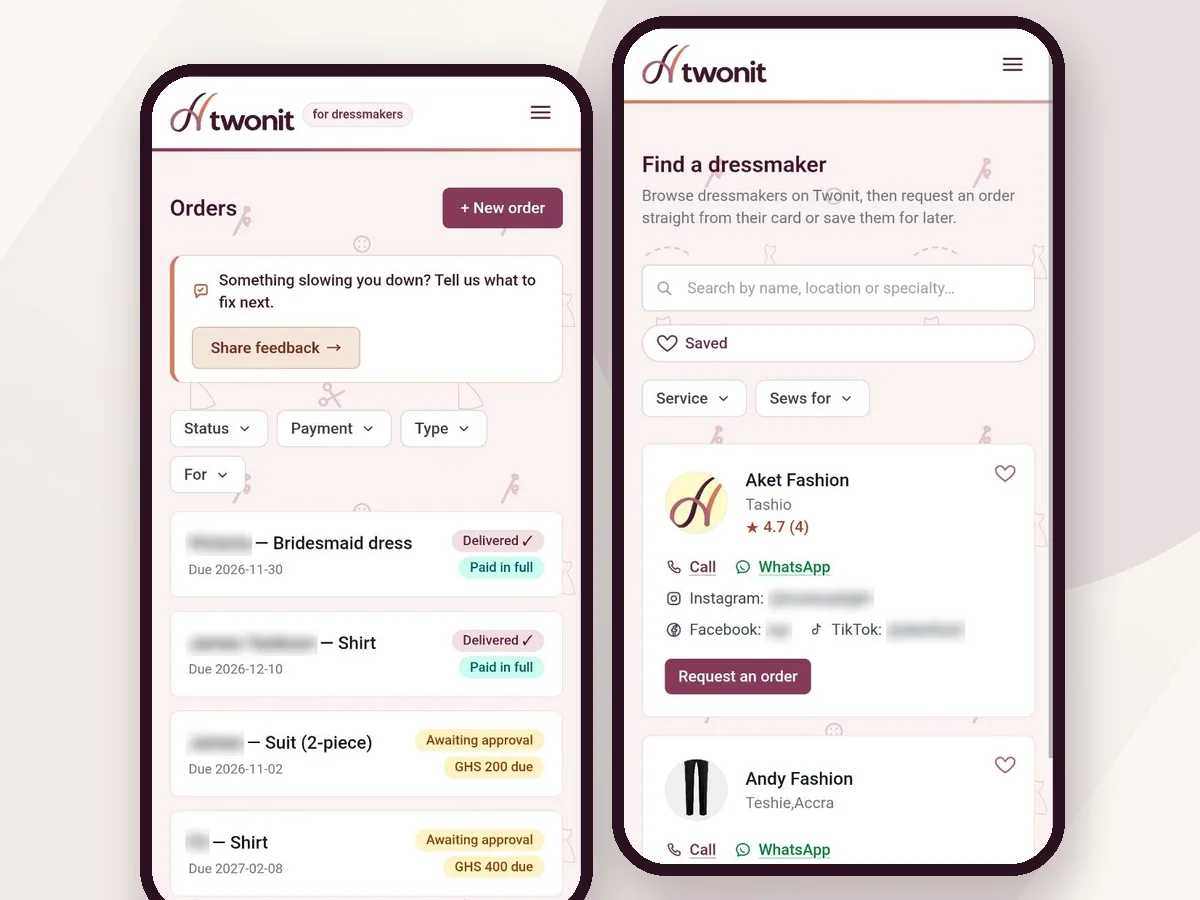 twonit for dressmakers
Orders
+ New order
Something slowing you down? Tell us what to
fix next.
Share feedback →
Status
Payment
Type
For
— Bridesmaid dress
Delivered ✓
Due 2026-11-30
Paid in full
— Shirt
Delivered ✓
Due 2026-12-10
Paid in full
— Suit (2-piece)
Awaiting approval
Due 2026-11-02
GHS 200 due
— Shirt
Awaiting approval
Due 2027-02-08
GHS 400 due
twonit
Find a dressmaker
Browse dressmakers on Twonit, then request an order
straight from their card or save them for later.
Search by name, location or specialty…
Saved
Service
Sews for
Aket Fashion
Tashio
★ 4.7 (4)
Call WhatsApp
Instagram:
Facebook: TikTok:
Request an order
Andy Fashion
Teshie,Accra
Call WhatsApp